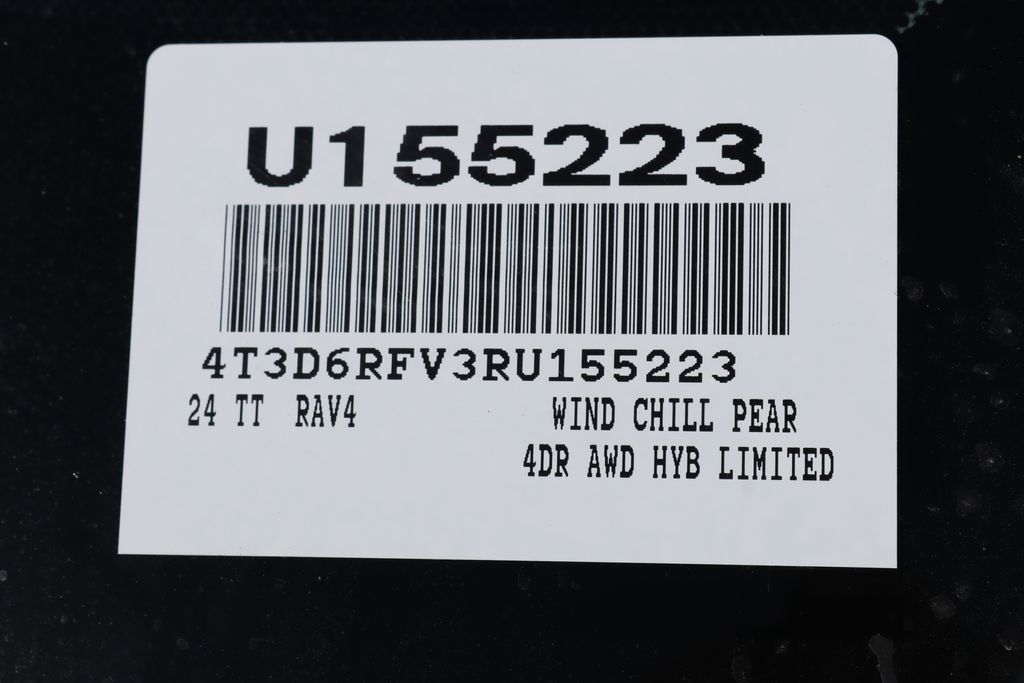 U155223
4T3D6RFV3RU155223
24 TT RAV4 WIND CHILL PEAR
4DR AWD HYB LIMITED